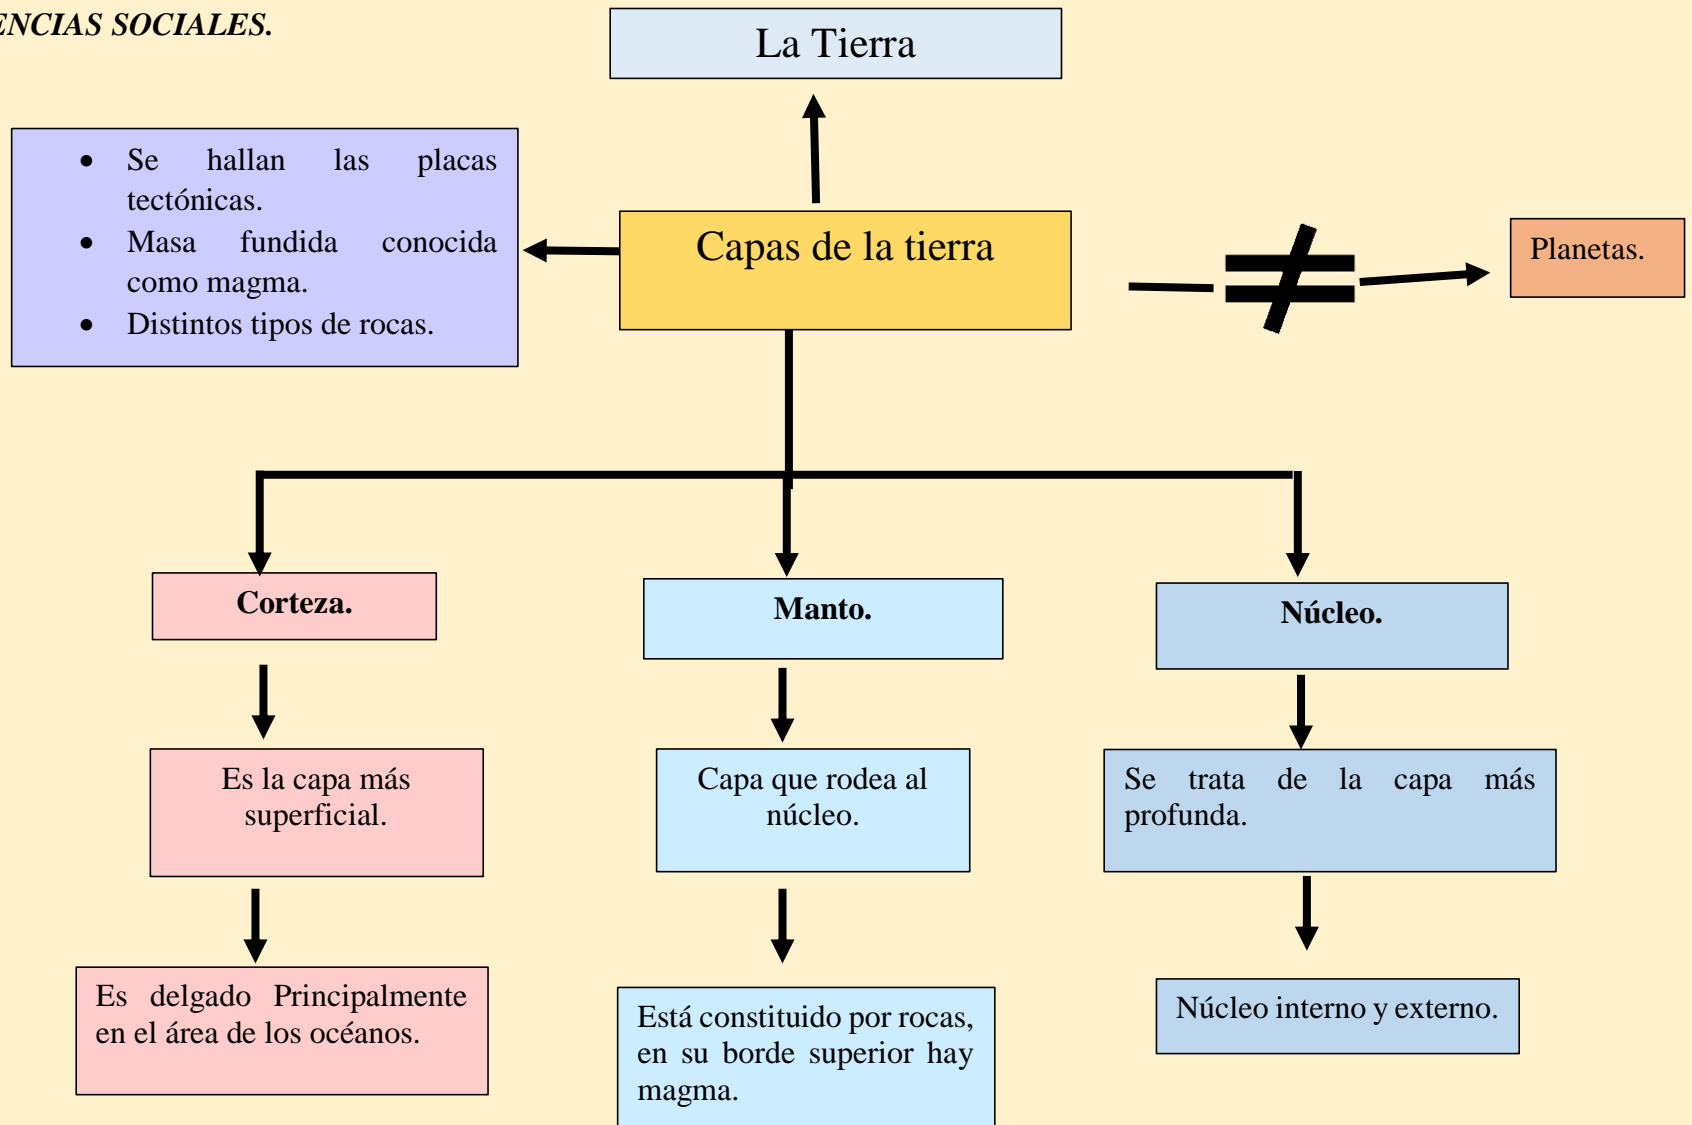 ENCIAS SOCIALES.
La Tierra
• Se hallan las placas
tectónicas.
• Masa fundida conocida
como magma.
• Distintos tipos de rocas.
Capas de la tierra
Planetas.
Corteza.
Manto.
Núcleo.
Es la capa más
superficial.
Capa que rodea al
núcleo.
Se trata de la capa más
profunda.
Es delgado Principalmente
en el área de los océanos.
Está constituido por rocas,
en su borde superior hay
magma.
Núcleo interno y externo.